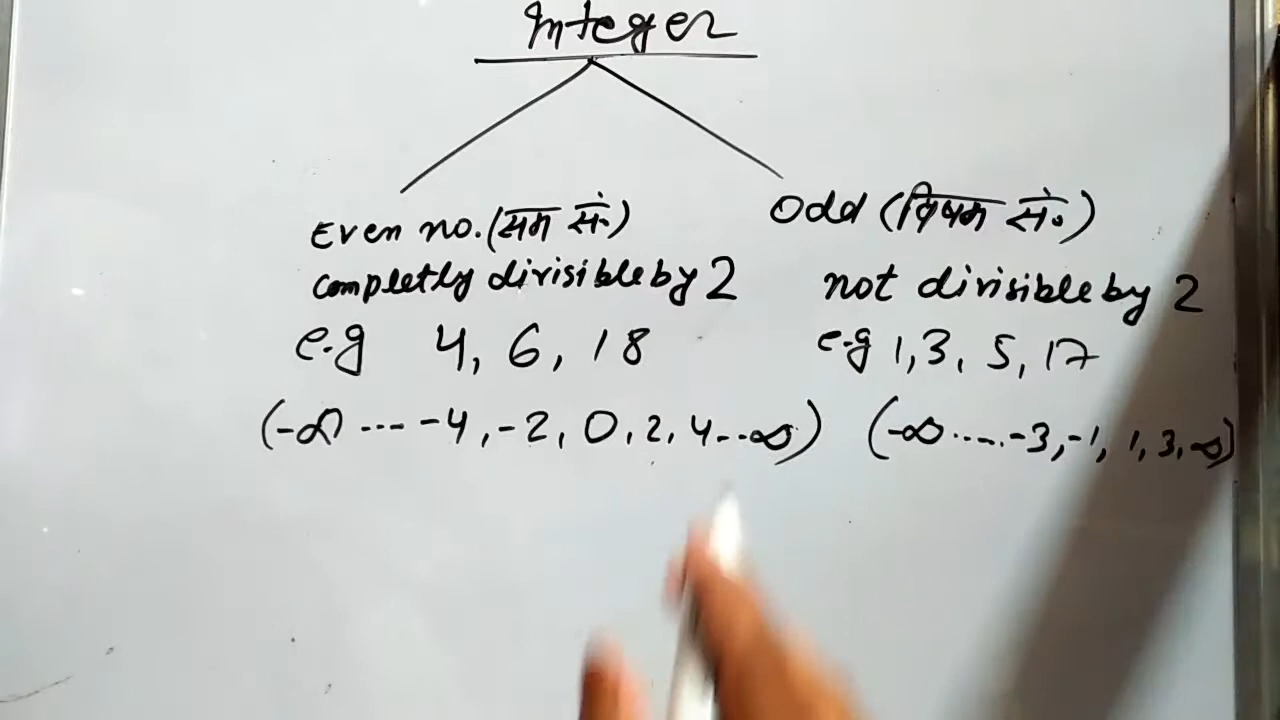 Integer
Even no. (सम सं.)
Odd (विषम सं.)
completly divisible by 2
not divisible by 2
e.g 4, 6, 18
e.g 1, 3, 5, 17
(-∞ ---- -4, -2, 0, 2, 4---∞)
(-∞ ..... -3, -1, 1, 3, ∞)